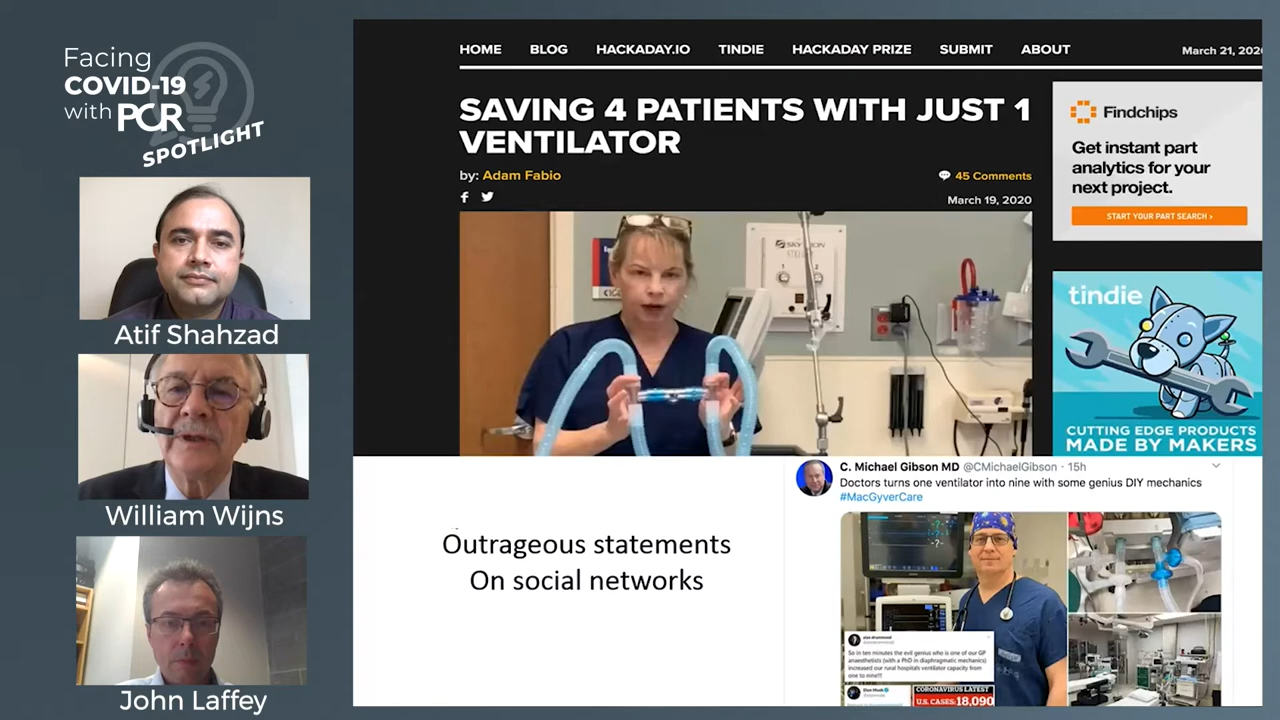 Facing
COVID-19
with PCR
SPOTLIGHT
Atif Shahzad
William Wijns
John Laffey
HOME BLOG HACKADAY.IO TINDIE HACKADAY PRIZE SUBMIT ABOUT March 21, 202
SAVING 4 PATIENTS WITH JUST 1
VENTILATOR
by: Adam Fabio
45 Comments
March 19, 2020
Findchips
Get instant part
analytics for your
next project.
START YOUR PART SEARCH >
tindie
CUTTING EDGE PRODUCTS
MADE BY MAKERS
Outrageous statements
On social networks
C. Michael Gibson MD @CMichaelGibson · 15h
Doctors turns one ventilator into nine with some genius DIY mechanics
#MacGyverCare
So in ten minutes the evil genius who is one of our GP
anaesthetists (with a PhD in diaphragmatic mechanics)
increased our rural hospitals ventilator capacity from
one to nine!!!
Elon Musk
CORONAVIRUS LATEST
U.S. CASES: 18,090